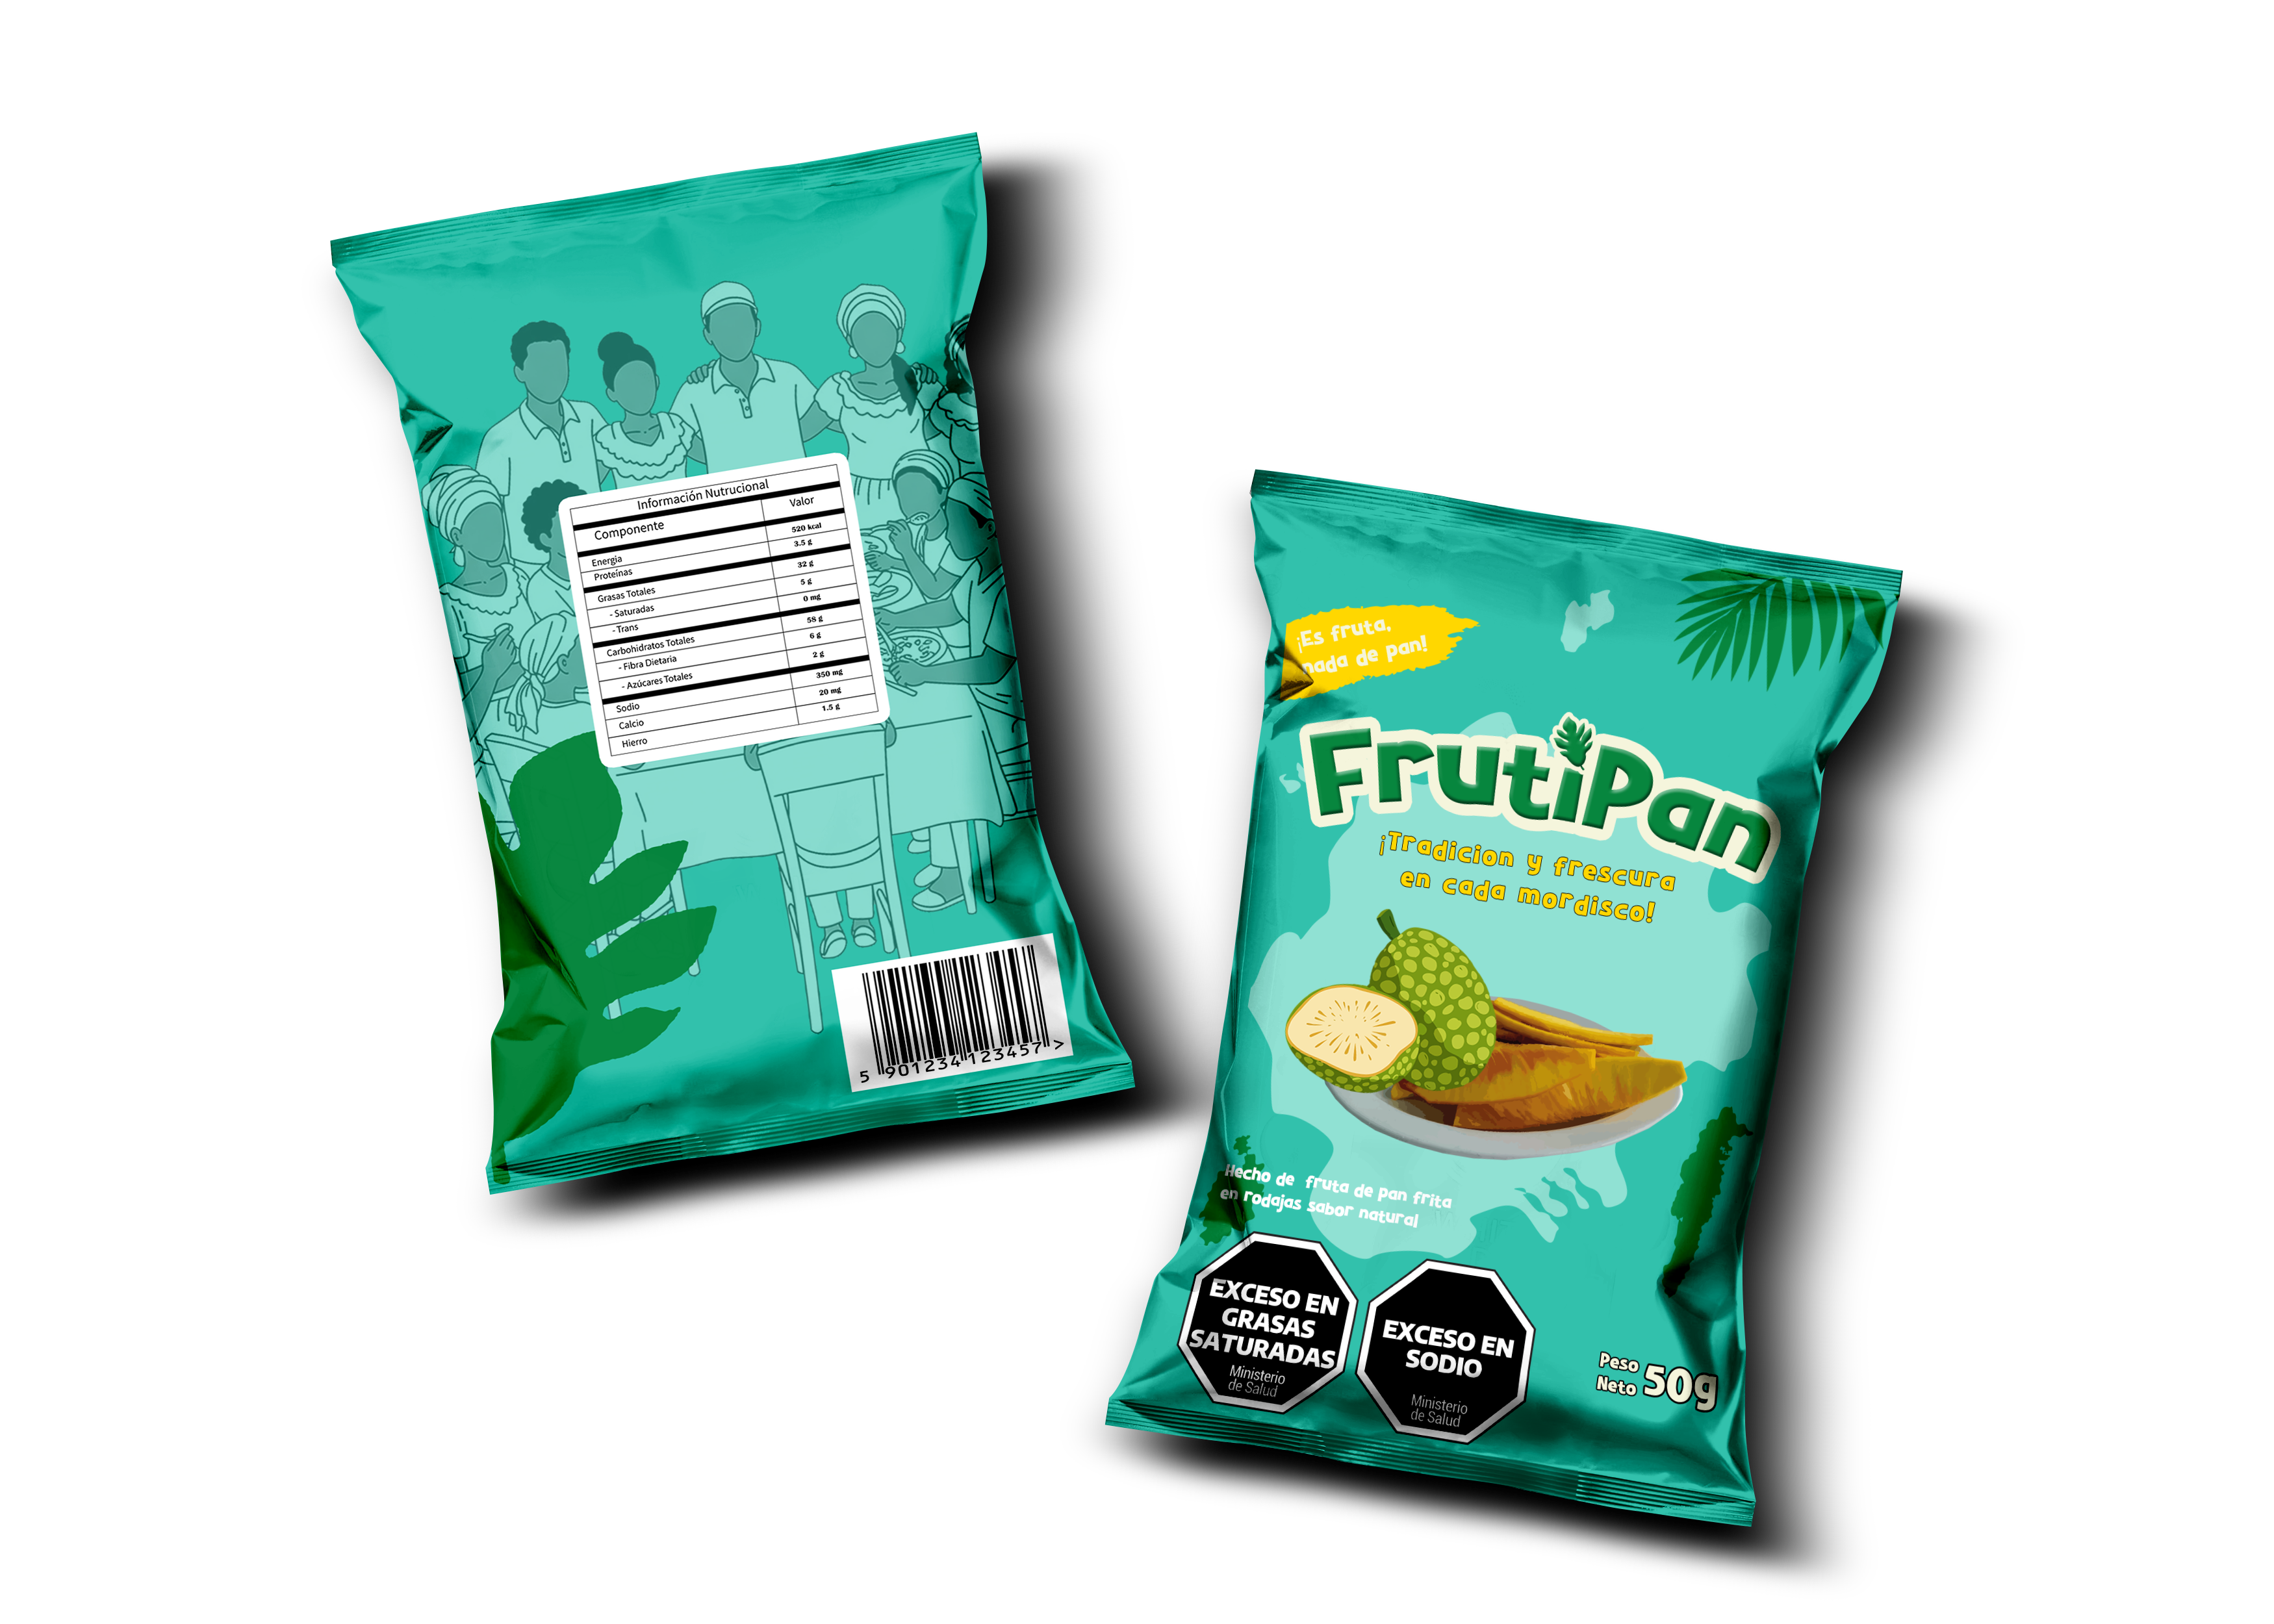 Información Nutrucional
Componente Valor
Energia 520 kcal
Proteínas 3.5 g
Grasas Totales 32 g
- Saturadas 5 g
- Trans 0 mg
Carbohidratos Totales 58 g
- Fibra Dietaria 6 g
- Azúcares Totales 2 g
Sodio 350 mg
Calcio 20 mg
Hierro 1.5 g
5 901234 123457 >
¡Es fruta,
nada de pan!
FrutiPan
¡Tradicion y frescura
en cada mordisco!
Hecho de fruta de pan frita
en rodajas sabor natural
EXCESO EN
GRASAS
SATURADAS
Ministerio
de Salud
EXCESO EN
SODIO
Ministerio
de Salud
Peso
Neto 50g